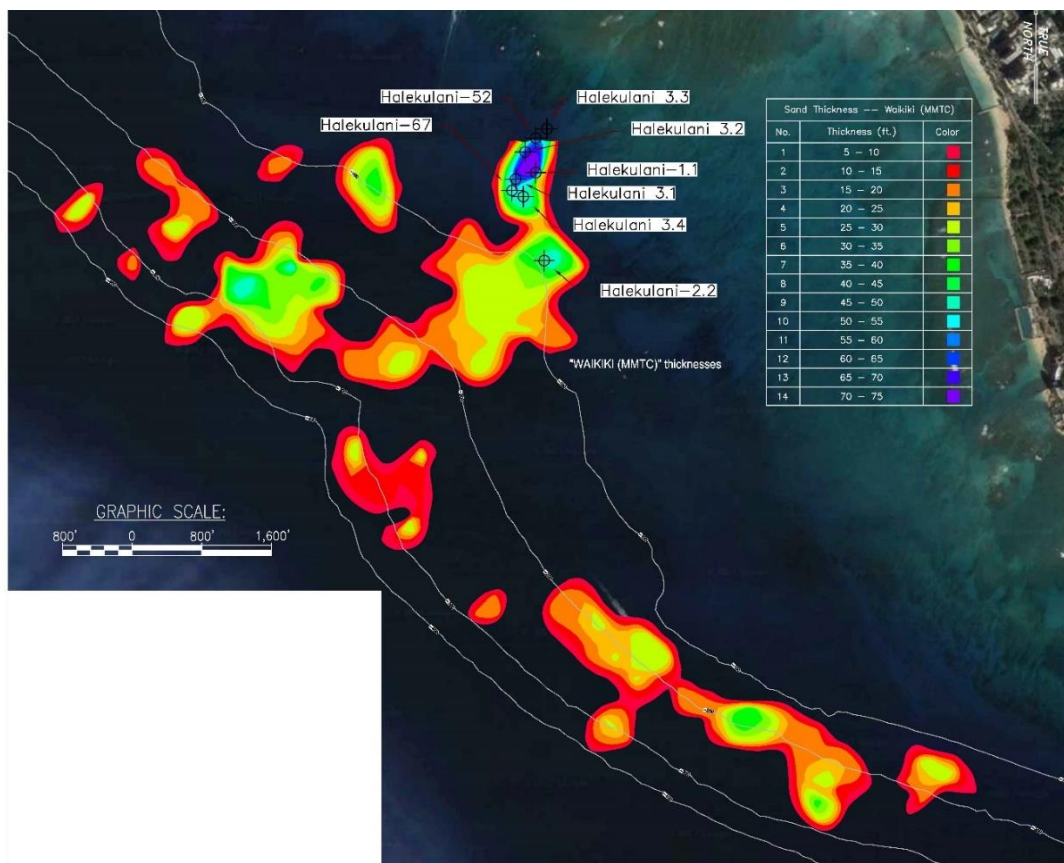 TRUE
NORTH
Halekulani-52
Halekulani 3.3
Halekulani-67
Halekulani 3.2
Halekulani-1.1
Halekulani 3.1
Halekulani 3.4
Halekulani-2.2
"WAIKIKI (MMTC)" thicknesses
Sand Thickness -- Waikiki (MMTC)
No. Thickness (ft.) Color
1 5 - 10
2 10 - 15
3 15 - 20
4 20 - 25
5 25 - 30
6 30 - 35
7 35 - 40
8 40 - 45
9 45 - 50
10 50 - 55
11 55 - 60
12 60 - 65
13 65 - 70
14 70 - 75
GRAPHIC SCALE:
800' 0 800' 1,600'